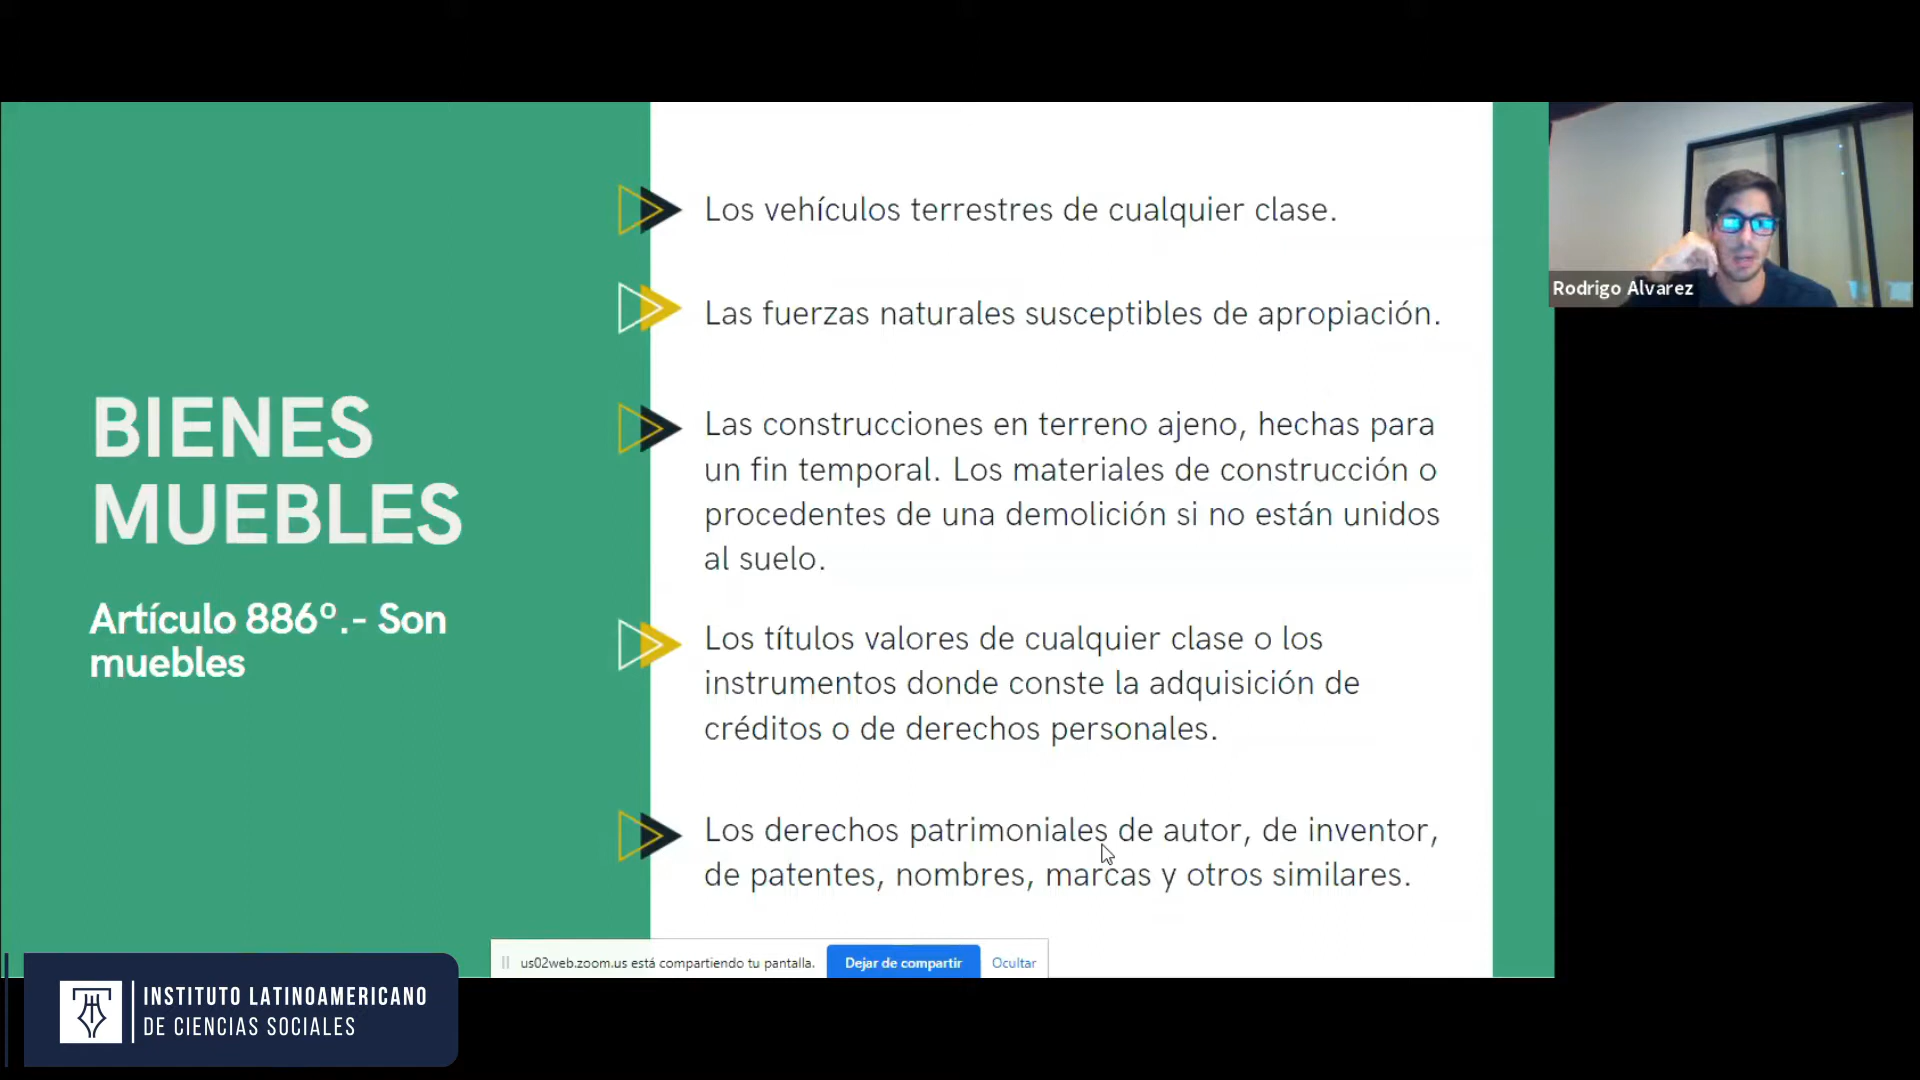 BIENES
MUEBLES
Artículo 886º.- Son
muebles
Los vehículos terrestres de cualquier clase.
Las fuerzas naturales susceptibles de apropiación.
Las construcciones en terreno ajeno, hechas para
un fin temporal. Los materiales de construcción o
procedentes de una demolición si no están unidos
al suelo.
Los títulos valores de cualquier clase o los
instrumentos donde conste la adquisición de
créditos o de derechos personales.
Los derechos patrimoniales de autor, de inventor,
de patentes, nombres, marcas y otros similares.
Rodrigo Alvarez
us02web.zoom.us está compartiendo tu pantalla.
Dejar de compartir
Ocultar
INSTITUTO LATINOAMERICANO
DE CIENCIAS SOCIALES